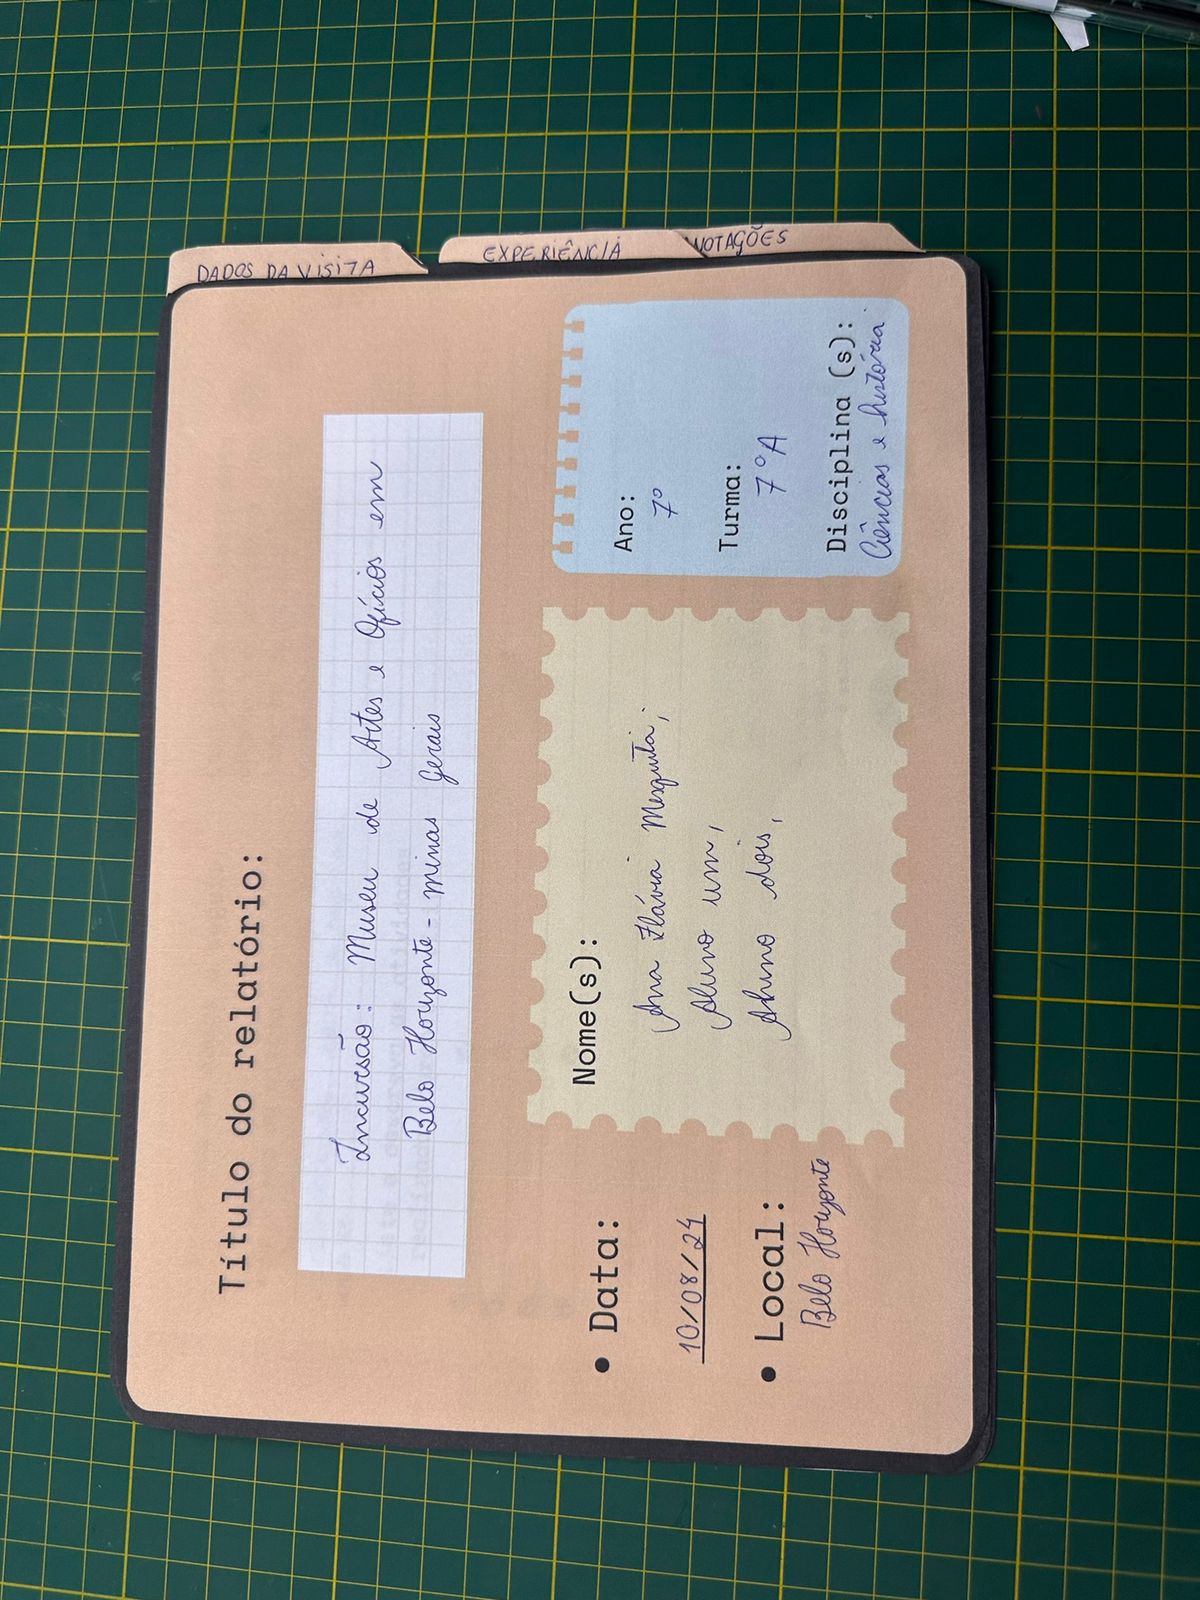 DADOS DA VISITA
EXPERIÊNCIA
NOTAÇÕES
Título do relatório:
Incursão: Museu de Artes e Ofícios em
Belo Horizonte - minas gerais
• Data:
10/08/24
• Local:
Belo Horizonte
Nome(s):
Ana Flávia Mesquita;
Aluno um,
Aluno dois,
Ano:
7º
Turma:
7ºA
Disciplina (s):
Ciências e história